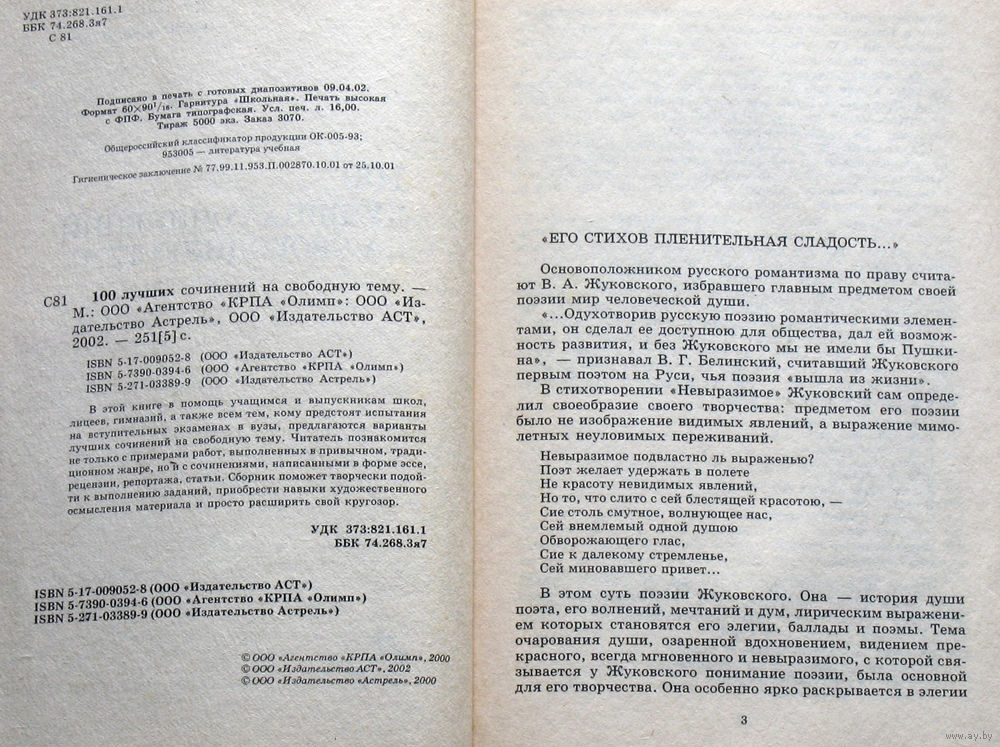 УДК 373:821.161.1
ББК 74.268.3я7
С 81
Подписано в печать с готовых диапозитивов 09.04.02.
Формат 60×90¹/₁₆. Гарнитура «Школьная». Печать высокая
с ФПФ. Бумага типографская. Усл. печ. л. 16,00.
Тираж 5000 экз. Заказ 3070.
Общероссийский классификатор продукции ОК-005-93;
953005 — литература учебная
Гигиеническое заключение № 77.99.11.953.П.002870.10.01 от 25.10.01
С81 100 лучших сочинений на свободную тему. —
М.: ООО «Агентство «КРПА «Олимп»: ООО «Из-
дательство Астрель», ООО «Издательство АСТ»,
2002. — 251[5] с.
ISBN 5-17-009052-8 (ООО «Издательство АСТ»)
ISBN 5-7390-0394-6 (ООО «Агентство «КРПА «Олимп»)
ISBN 5-271-03389-9 (ООО «Издательство Астрель»)
В этой книге в помощь учащимся и выпускникам школ,
лицеев, гимназий, а также всем тем, кому предстоят испытания
на вступительных экзаменах в вузы, предлагаются варианты
лучших сочинений на свободную тему. Читатель познакомится
не только с примерами работ, выполненных в привычном, тради-
ционном жанре, но и с сочинениями, написанными в форме эссе,
рецензии, репортажа, статьи. Сборник поможет творчески подой-
ти к выполнению заданий, приобрести навыки художественного
осмысления материала и просто расширить свой кругозор.
УДК 373:821.161.1
ББК 74.268.3я7
ISBN 5-17-009052-8 (ООО «Издательство АСТ»)
ISBN 5-7390-0394-6 (ООО «Агентство «КРПА «Олимп»)
ISBN 5-271-03389-9 (ООО «Издательство Астрель»)
© ООО «Агентство «КРПА «Олимп», 2000
© ООО «Издательство АСТ», 2002
© ООО «Издательство «Астрель», 2000
«ЕГО СТИХОВ ПЛЕНИТЕЛЬНАЯ СЛАДОСТЬ...»
Основоположником русского романтизма по праву счита-
ют В. А. Жуковского, избравшего главным предметом своей
поэзии мир человеческой души.
«...Одухотворив русскую поэзию романтическими элемен-
тами, он сделал ее доступною для общества, дал ей возмож-
ность развития, и без Жуковского мы не имели бы Пушки-
на», — признавал В. Г. Белинский, считавший Жуковского
первым поэтом на Руси, чья поэзия «вышла из жизни».
В стихотворении «Невыразимое» Жуковский сам опреде-
лил своеобразие своего творчества: предметом его поэзии
было не изображение видимых явлений, а выражение мимо-
летных неуловимых переживаний.
Невыразимое подвластно ль выраженью?
Поэт желает удержать в полете
Не красоту невидимых явлений,
Но то, что слито с сей блестящей красотою, —
Сие столь смутное, волнующее нас,
Сей внемлемый одной душою
Обворожающего глас,
Сие к далекому стремленье,
Сей миновавшего привет...
В этом суть поэзии Жуковского. Она — история души
поэта, его волнений, мечтаний и дум, лирическим выражени-
ем которых становятся его элегии, баллады и поэмы. Тема
очарования души, озаренной вдохновением, видением пре-
красного, всегда мгновенного и невыразимого, с которой свя-
зывается у Жуковского понимание поэзии, была основной
для его творчества. Она особенно ярко раскрывается в элегии
3
www.ay.by